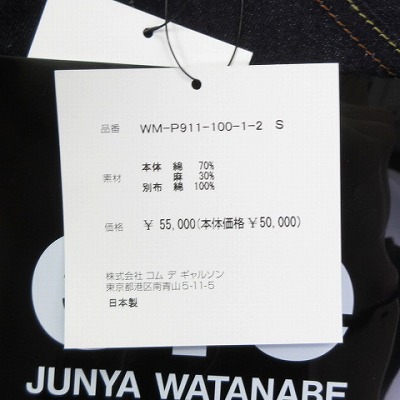 品番 WM-P911-100-1-2 S
本体 綿 70%
素材 麻 30%
別布 綿 100%
価格 ¥ 55,000(本体価格¥50,000)
株式会社 コム デ ギャルソン
東京都港区南青山5-11-5
日本製
JUNYA WATANABE